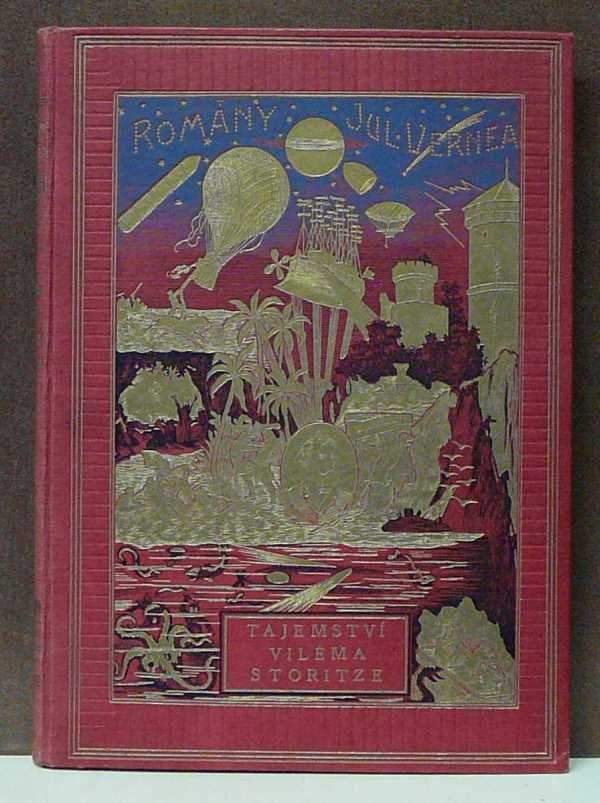 ROMÁNY JUL. VERNEA
TAJEMSTVÍ
VILÉMA
STORITZE